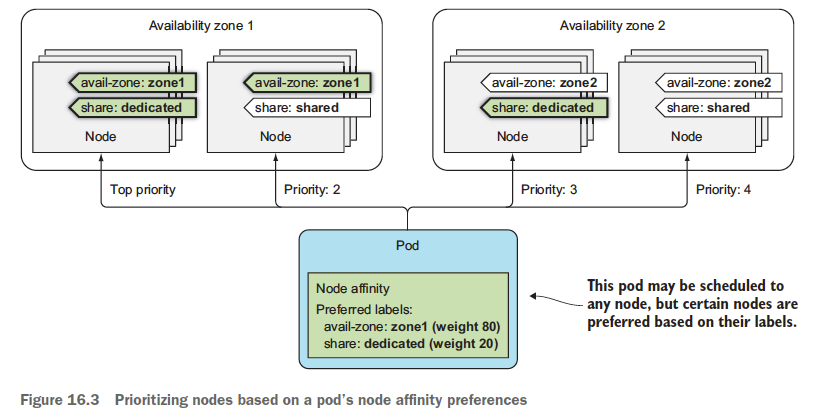 Availability zone 1
Availability zone 2
avail-zone: zone1
share: dedicated
Node
avail-zone: zone1
share: shared
Node
avail-zone: zone2
share: dedicated
Node
avail-zone: zone2
share: shared
Node
Top priority
Priority: 2
Priority: 3
Priority: 4
Pod
Node affinity
Preferred labels:
avail-zone: zone1 (weight 80)
share: dedicated (weight 20)
This pod may be scheduled to
any node, but certain nodes are
preferred based on their labels.
Figure 16.3 Prioritizing nodes based on a pod's node affinity preferences